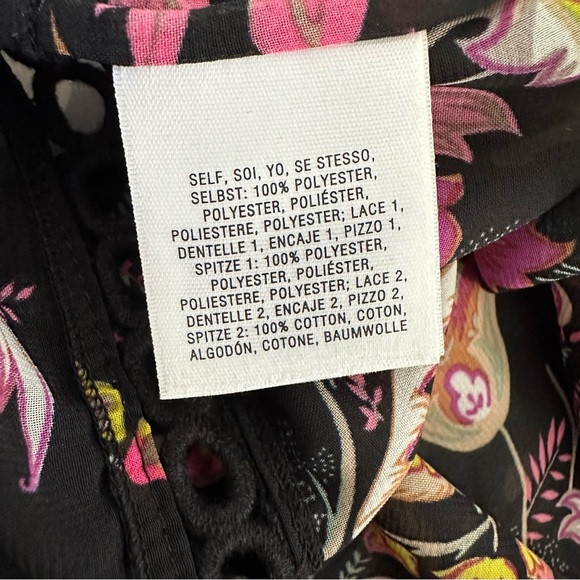 SELF, SOI, YO, SE STESSO,
SELBST: 100% POLYESTER,
POLYESTER, POLIÉSTER,
POLIESTERE, POLYESTER; LACE 1,
DENTELLE 1, ENCAJE 1, PIZZO 1,
SPITZE 1: 100% POLYESTER,
POLYESTER, POLIÉSTER,
POLIESTERE, POLYESTER; LACE 2,
DENTELLE 2, ENCAJE 2, PIZZO 2,
SPITZE 2: 100% COTTON, COTON,
ALGODÓN, COTONE, BAUMWOLLE